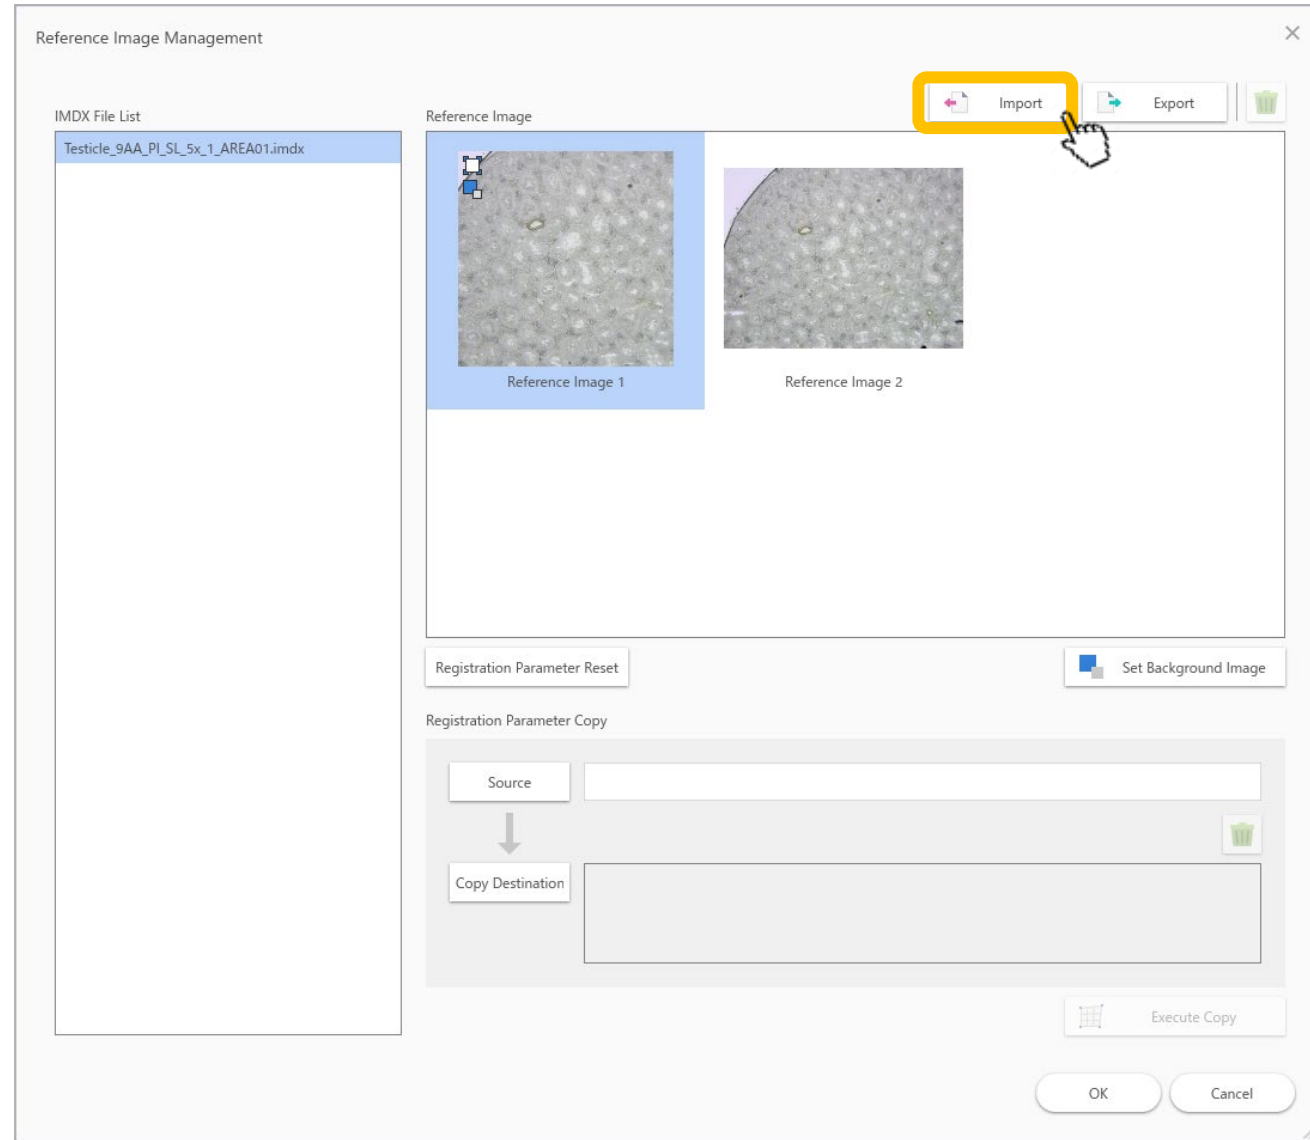 Reference Image Management
Import
Export
IMDX File List
Reference Image
Testicle_9AA_PI_SL_5x_1_AREA01.imdx
Reference Image 1
Reference Image 2
Registration Parameter Reset
Set Background Image
Registration Parameter Copy
Source
Copy Destination
Execute Copy
OK
Cancel